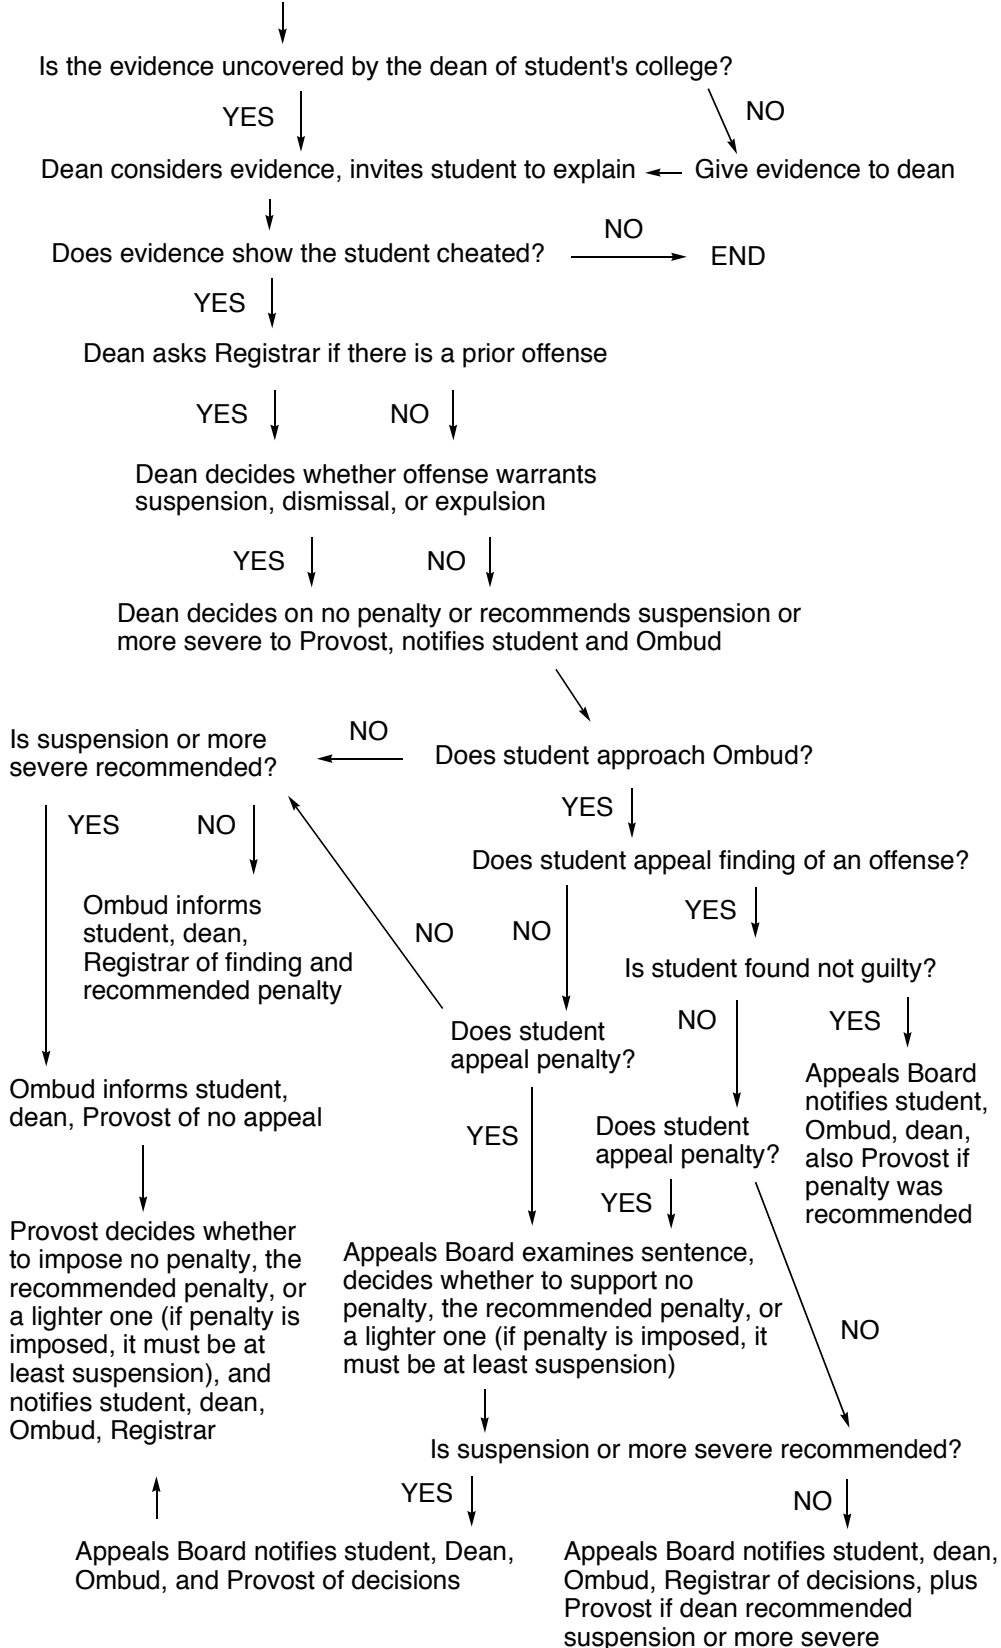 Is the evidence uncovered by the dean of student's college?
YES
NO
Dean considers evidence, invites student to explain
Give evidence to dean
Does evidence show the student cheated?
NO
END
YES
Dean asks Registrar if there is a prior offense
YES
NO
Dean decides whether offense warrants
suspension, dismissal, or expulsion
YES
NO
Dean decides on no penalty or recommends suspension or
more severe to Provost, notifies student and Ombud
Is suspension or more
severe recommended?
NO
Does student approach Ombud?
YES
NO
YES
Does student appeal finding of an offense?
Ombud informs
student, dean,
Registrar of finding and
recommended penalty
NO
NO
YES
Is student found not guilty?
Does student
appeal penalty?
NO
YES
Ombud informs student,
dean, Provost of no appeal
YES
Does student
appeal penalty?
Appeals Board
notifies student,
Ombud, dean,
also Provost if
penalty was
recommended
YES
NO
Provost decides whether
to impose no penalty, the
recommended penalty, or
a lighter one (if penalty is
imposed, it must be at
least suspension), and
notifies student, dean,
Ombud, Registrar
Appeals Board examines sentence,
decides whether to support no
penalty, the recommended penalty, or
a lighter one (if penalty is imposed, it
must be at least suspension)
Is suspension or more severe recommended?
YES
NO
Appeals Board notifies student, Dean,
Ombud, and Provost of decisions
Appeals Board notifies student, dean,
Ombud, Registrar of decisions, plus
Provost if dean recommended
suspension or more severe